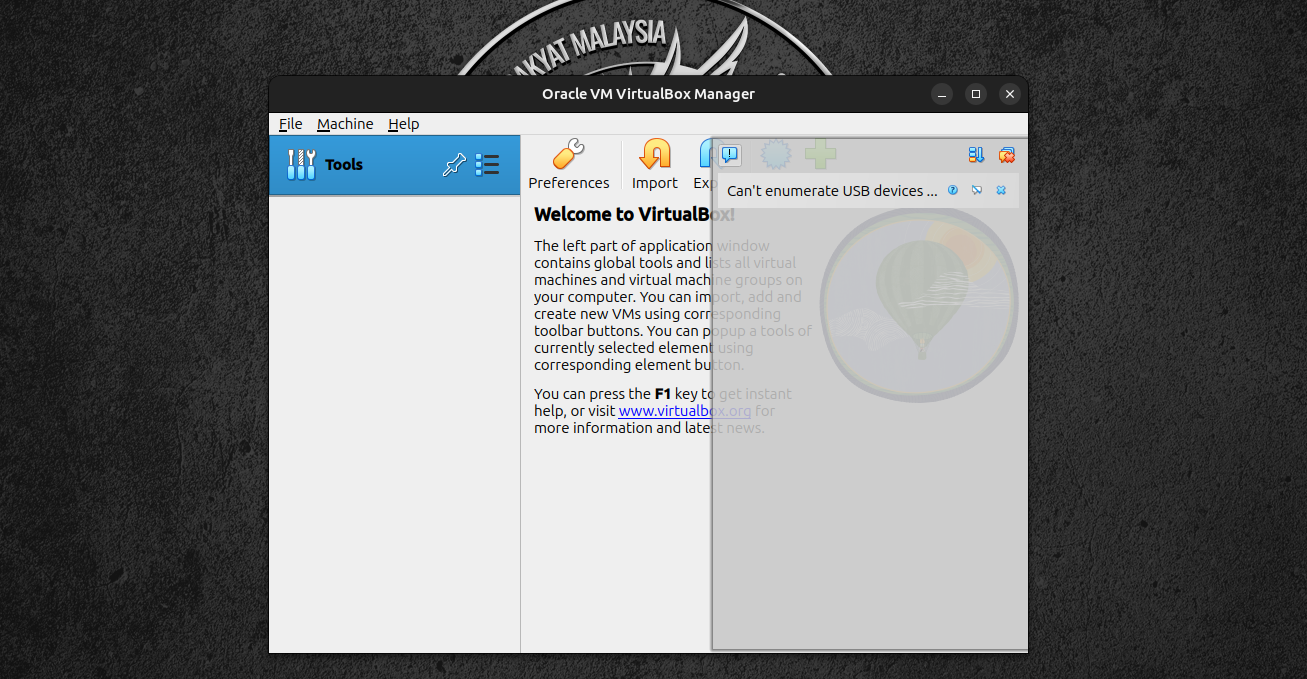 RAKYAT MALAYSIA
Oracle VM VirtualBox Manager
File Machine Help
Tools
Preferences
Import
Exp
Can't enumerate USB devices ...
Welcome to VirtualBox!
The left part of application window
contains global tools and lists all virtual
machines and virtual machine groups on
your computer. You can import, add and
create new VMs using corresponding
toolbar buttons. You can popup a tools of
currently selected element using
corresponding element button.
You can press the F1 key to get instant
help, or visit www.virtualbox.org for
more information and latest news.